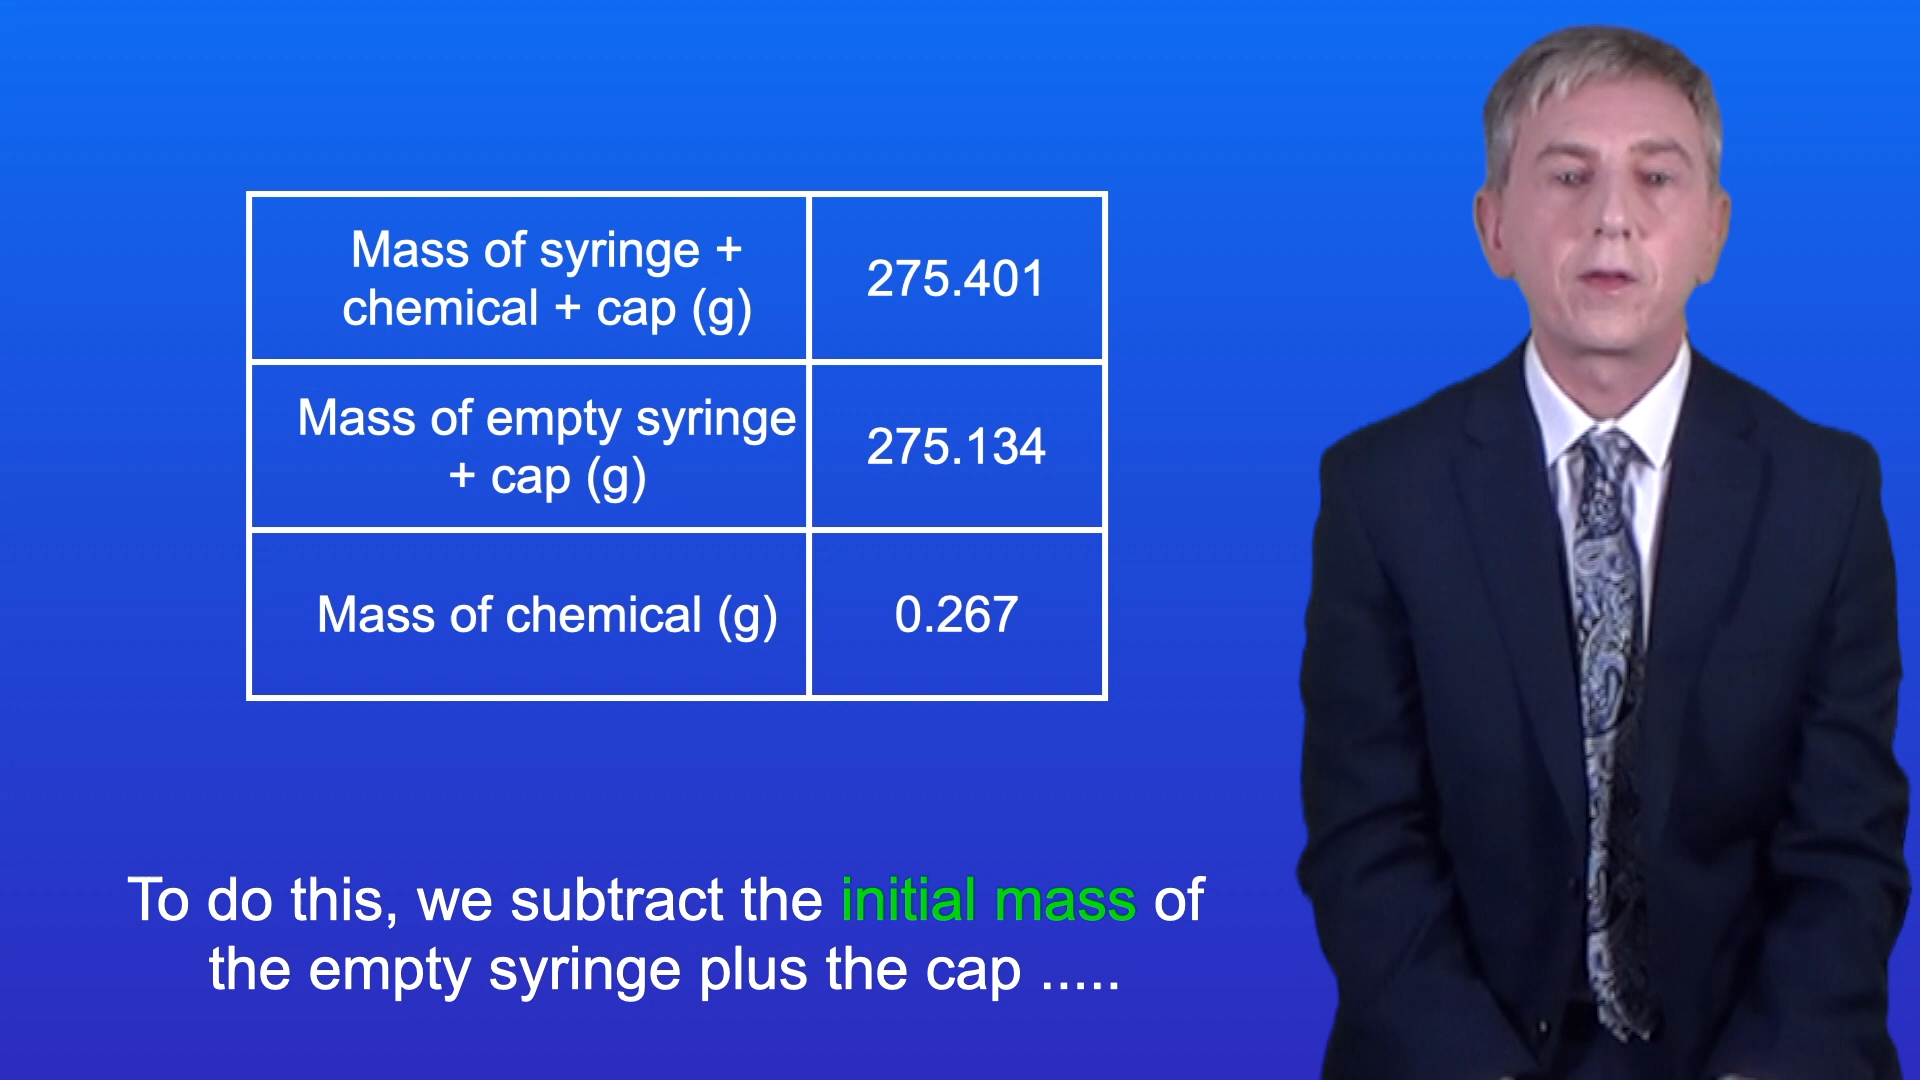 Mass of syringe +
chemical + cap (g)
275.401
Mass of empty syringe
+ cap (g)
275.134
Mass of chemical (g)
0.267
To do this, we subtract the initial mass of
the empty syringe plus the cap .....